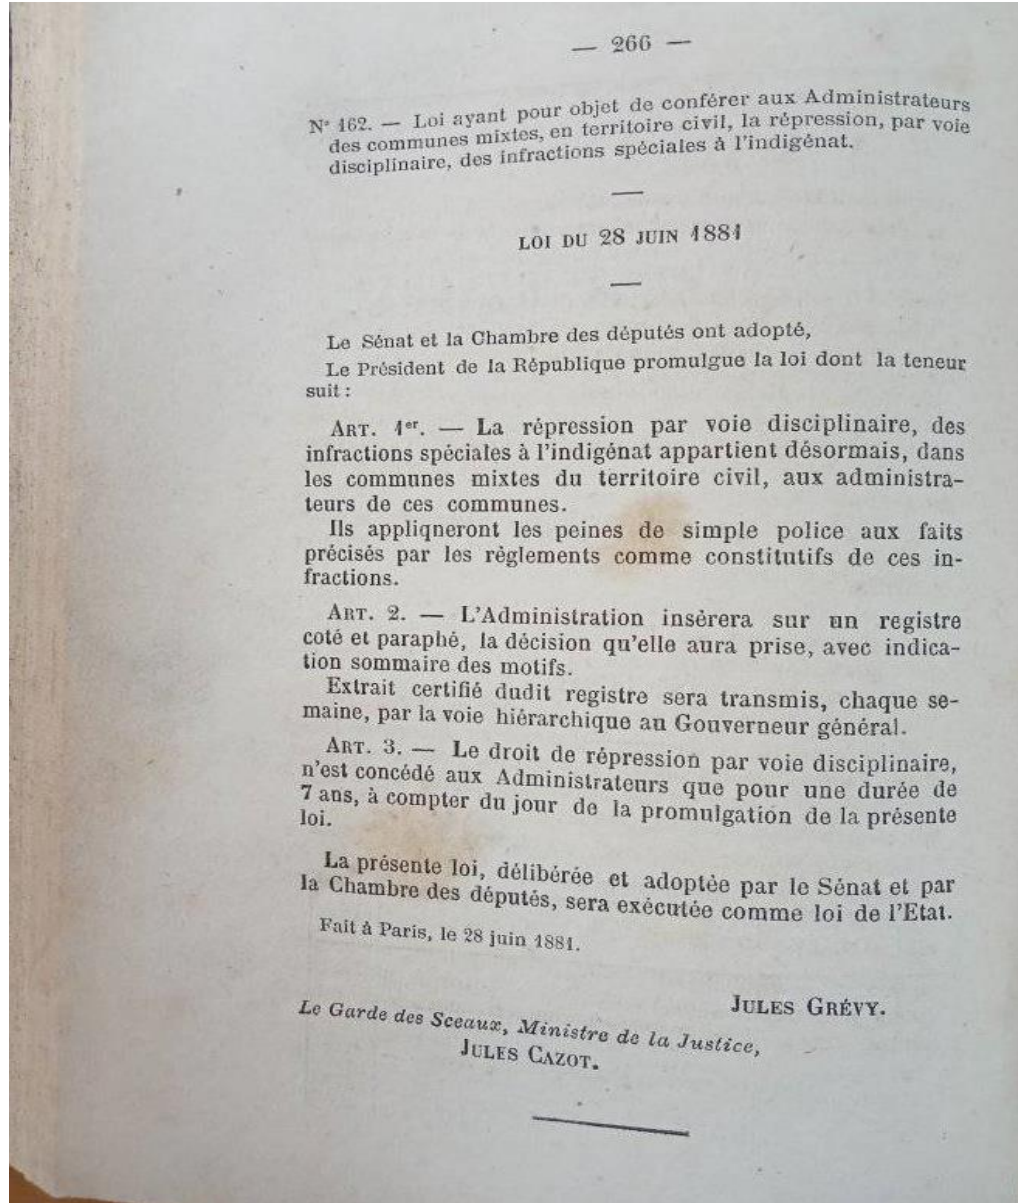 — 266 —
N° 162. — Loi ayant pour objet de conférer aux Administrateurs
des communes mixtes, en territoire civil, la répression, par voie
disciplinaire, des infractions spéciales à l'indigénat.
LOI DU 28 JUIN 1881
Le Sénat et la Chambre des députés ont adopté,
Le Président de la République promulgue la loi dont la teneur
suit :
ART. 1er. — La répression par voie disciplinaire, des
infractions spéciales à l'indigénat appartient désormais, dans
les communes mixtes du territoire civil, aux administra-
teurs de ces communes.
Ils appliqneront les peines de simple police aux faits
précisés par les règlements comme constitutifs de ces in-
fractions.
ART. 2. — L'Administration insèrera sur un registre
coté et paraphé, la décision qu'elle aura prise, avec indica-
tion sommaire des motifs.
Extrait certifié dudit registre sera transmis, chaque se-
maine, par la voie hiérarchique au Gouverneur général.
ART. 3. — Le droit de répression par voie disciplinaire,
n'est concédé aux Administrateurs que pour une durée de
7 ans, à compter du jour de la promulgation de la présente
loi.
La présente loi, délibérée et adoptèe par le Sénat et par
la Chambre des députés, sera exécutée comme loi de l'Etat.
Fait à Paris, le 28 juin 1881.
JULES GRÉVY.
Le Garde des Sceaux, Ministre de la Justice,
JULES CAZOT.